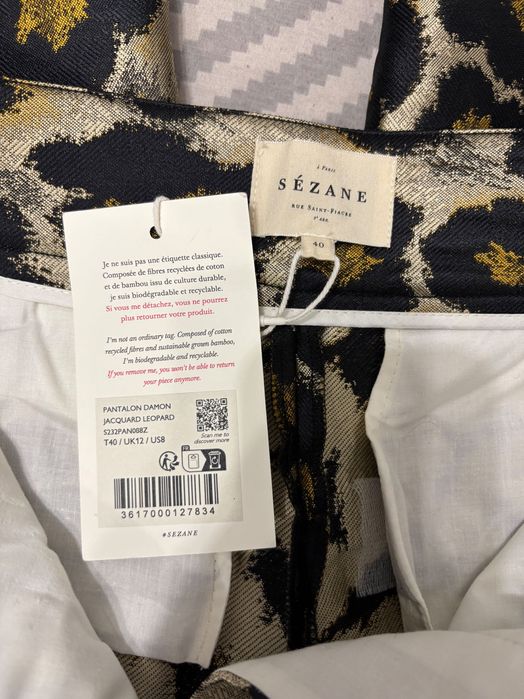 à Paris
SÉZANE
RUE SAINT-FIACRE
40
Je ne suis pas une étiquette classique.
Composée de fibres recyclées de coton
et de bambou issu de culture durable,
je suis biodégradable et recyclable.
Si vous me détachez, vous ne pourrez
plus retourner votre produit.
I'm not an ordinary tag. Composed of cotton
recycled fibres and sustainable grown bamboo,
I'm biodegradable and recyclable.
If you remove me, you won't be able to return
your piece anymore.
PANTALON DAMON
JACQUARD LEOPARD
S232PAN088Z
T40 / UK12 / US8
Scan me to
discover more
3617000127834
#SEZANE